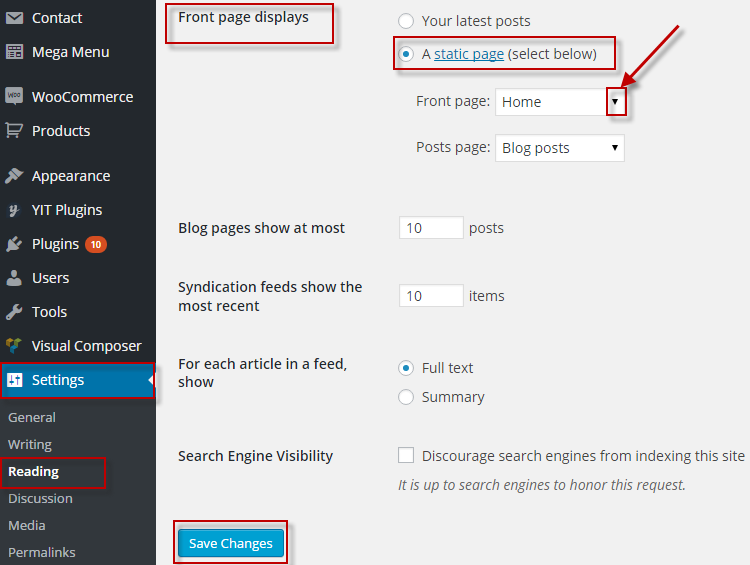 Contact
Mega Menu
WOO
WooCommerce
Products
Appearance
YIT Plugins
Plugins 10
Users
Tools
Visual Composer
Settings
General
Writing
Reading
Discussion
Media
Permalinks
Front page displays
Your latest posts
A static page (select below)
Front page: Home
Posts page: Blog posts
Blog pages show at most
10 posts
Syndication feeds show the
most recent
10 items
For each article in a feed,
show
Full text
Summary
Search Engine Visibility
Discourage search engines from indexing this site
It is up to search engines to honor this request.
Save Changes